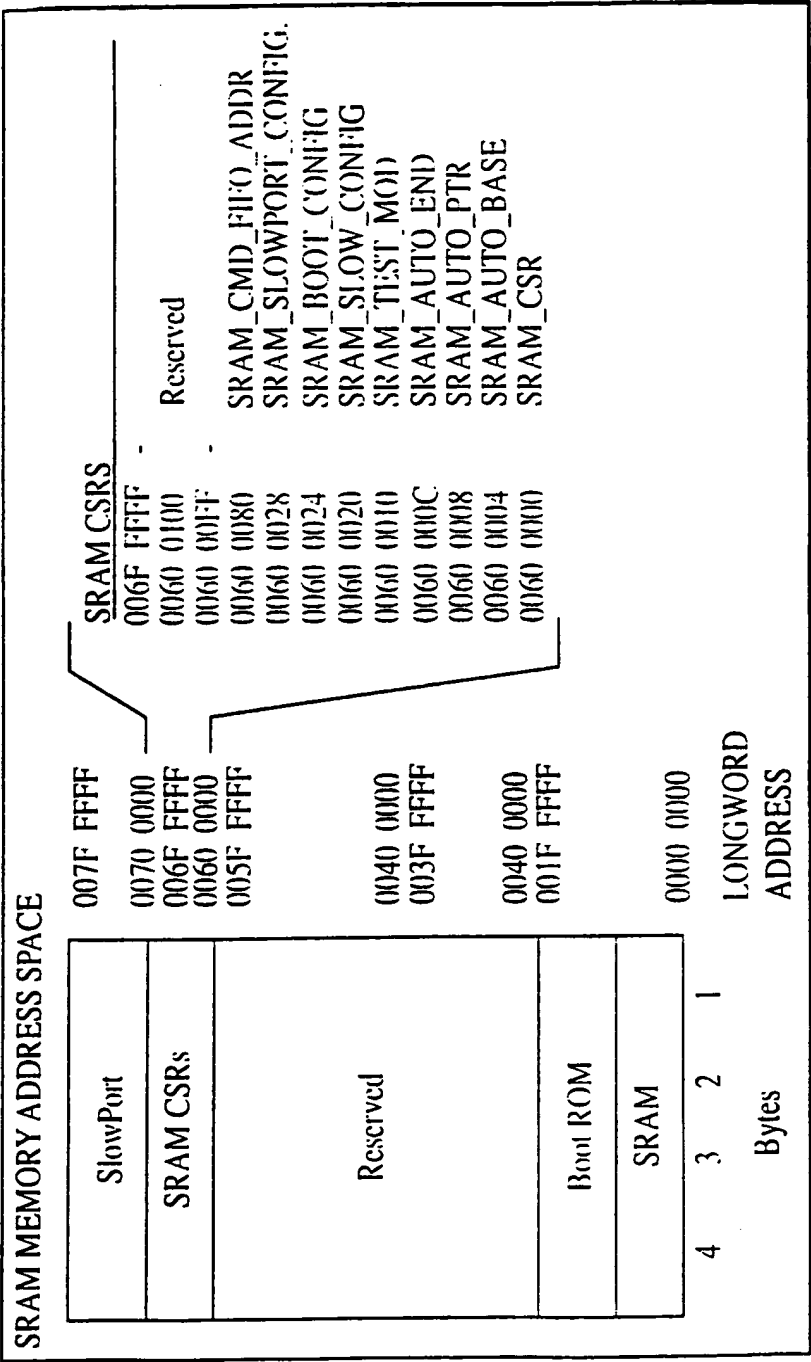 SRAM MEMORY ADDRESS SPACE
SlowPort
SRAM CSRs
Reserved
Boot ROM
SRAM
4 3 2 1
Bytes
007F FFFF
0070 0000
006F FFFF
0060 0000
005F FFFF
0040 0000
003F FFFF
0040 0000
001F FFFF
0000 0000
LONGWORD
ADDRESS
SRAM CSRS
006F FFFF -
0060 0100 Reserved
0060 00FF -
0060 0080 SRAM_CMD_FIFO_ADDR
0060 0028 SRAM_SLOWPORT_CONFIG.
0060 0024 SRAM_BOOT_CONFIG
0060 0020 SRAM_SLOW_CONFIG
0060 0010 SRAM_TEST_MOD
0060 000C SRAM_AUTO_END
0060 0008 SRAM_AUTO_PTR
0060 0004 SRAM_AUTO_BASE
0060 0000 SRAM_CSR